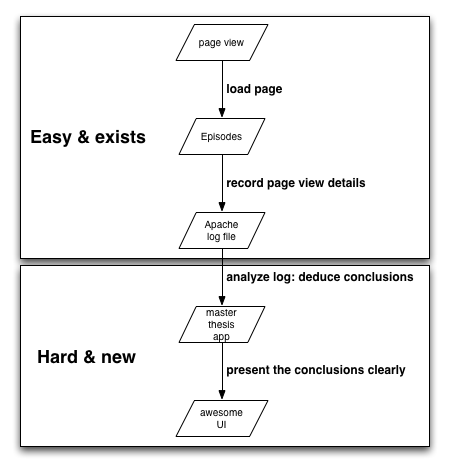 page view
load page
Easy & exists
Episodes
record page view details
Apache
log file
analyze log: deduce conclusions
master
thesis
app
Hard & new
present the conclusions clearly
awesome
UI